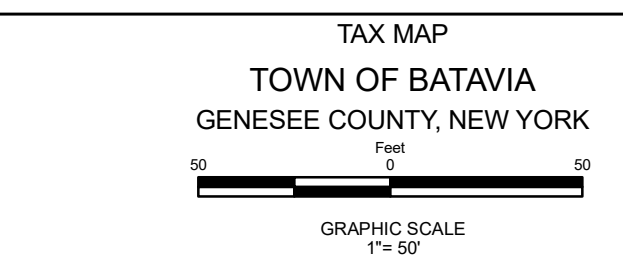 TAX MAP
TOWN OF BATAVIA
GENESEE COUNTY, NEW YORK
Feet
50 0 50
GRAPHIC SCALE
1"= 50'